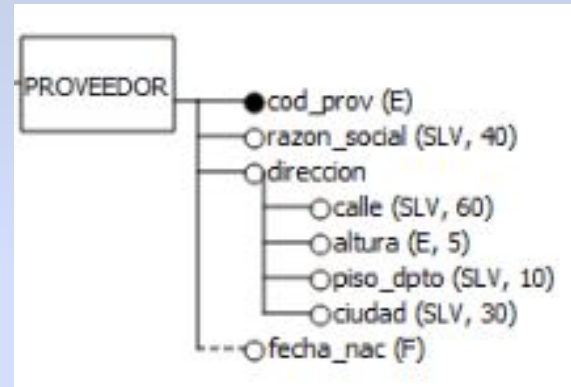 PROVEEDOR
cod_prov (E)
razon_social (SLV, 40)
direccion
calle (SLV, 60)
altura (E, 5)
piso_dpto (SLV, 10)
ciudad (SLV, 30)
fecha_nac (F)